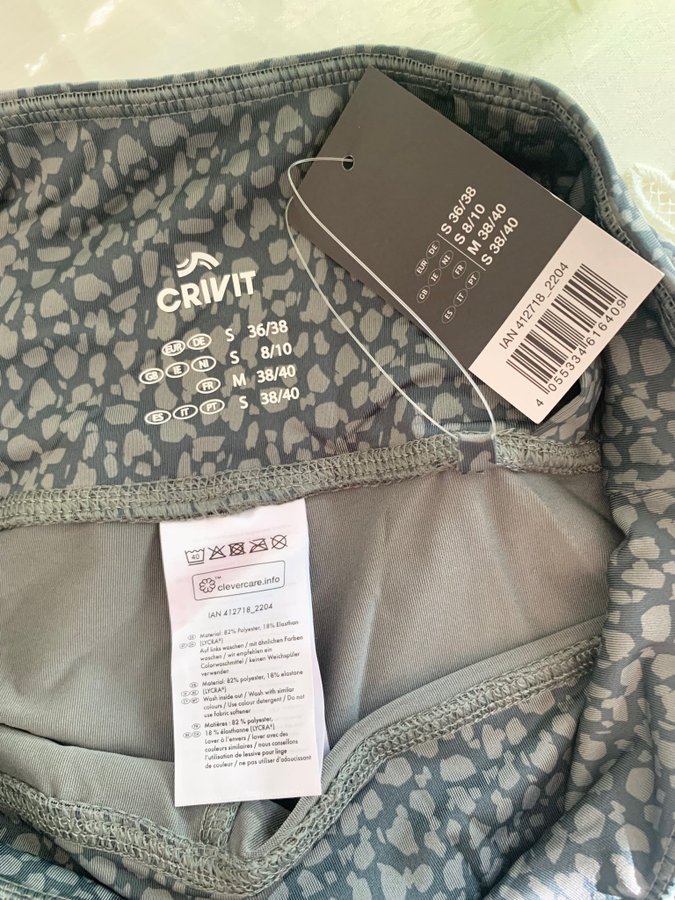 CRIVIT
EUR DE S 36/38
GB IE NI S 8/10
FR M 38/40
ES IT PT S 38/40
EUR DE S 36/38
GB IE NI S 8/10
FR M 38/40
ES IT PT S 38/40
IAN 412718_2204
4 055334 616409
40
™ clevercare.info
IAN 412718_2204
Material: 82% Polyester, 18% Elasthan
(LYCRA®)
Auf links waschen / mit ähnlichen Farben
waschen / wir empfehlen ein
Colorwaschmittel / keinen Weichspüler
verwenden
Material: 82% polyester, 18% elastane
(LYCRA®)
Wash inside out / Wash with similar
colours / Use colour detergent / Do not
use fabric softener
Matières : 82 % polyester,
18 % élasthanne (LYCRA®)
Laver à l'envers / laver avec des
couleurs similaires / nous conseillons
l'utilisation de lessive pour linge
de couleur / ne pas utiliser d'adoucissant